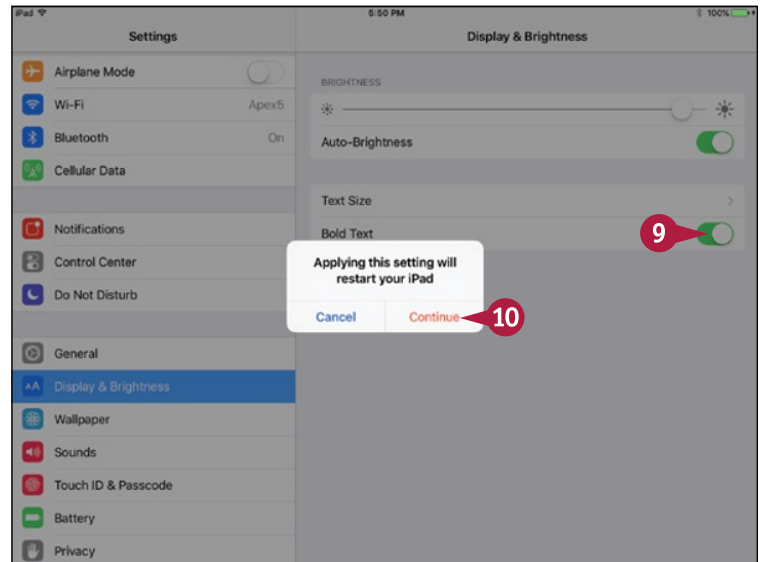 iPad
6:50 PM
100%
Settings
Display & Brightness
Airplane Mode
Wi-Fi Apex5
Bluetooth On
Cellular Data
Notifications
Control Center
Do Not Disturb
General
AA Display & Brightness
Wallpaper
Sounds
Touch ID & Passcode
Battery
Privacy
BRIGHTNESS
Auto-Brightness
Text Size
Bold Text
9
Applying this setting will
restart your iPad
Cancel Continue
10